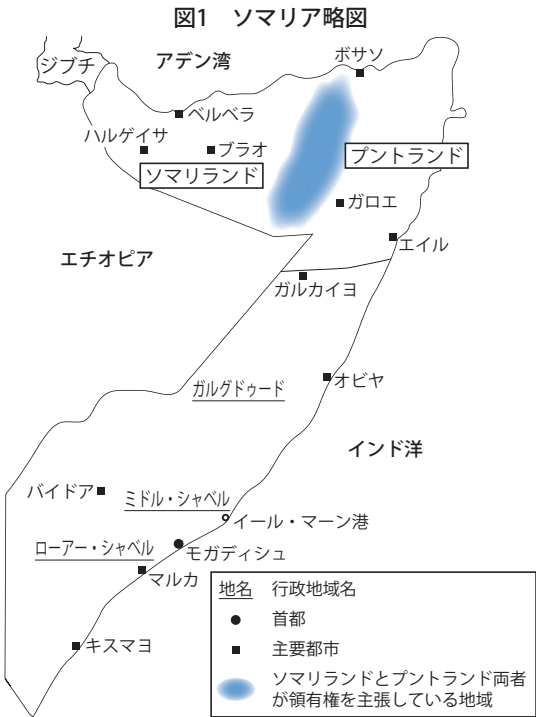 図1 ソマリア略図
ジブチ
アデン湾
ボサソ
ベルベラ
ハルゲイサ
ブラオ
プントランド
ソマリランド
ガロエ
エイル
エチオピア
ガルカイヨ
オビヤ
ガルグドゥード
インド洋
バイドア
ミドル・シャベル
イール・マーン港
ローアー・シャベル
モガディシュ
マルカ
キスマヨ
地名 行政地域名
首都
主要都市
ソマリランドとプントランド両者
が領有権を主張している地域